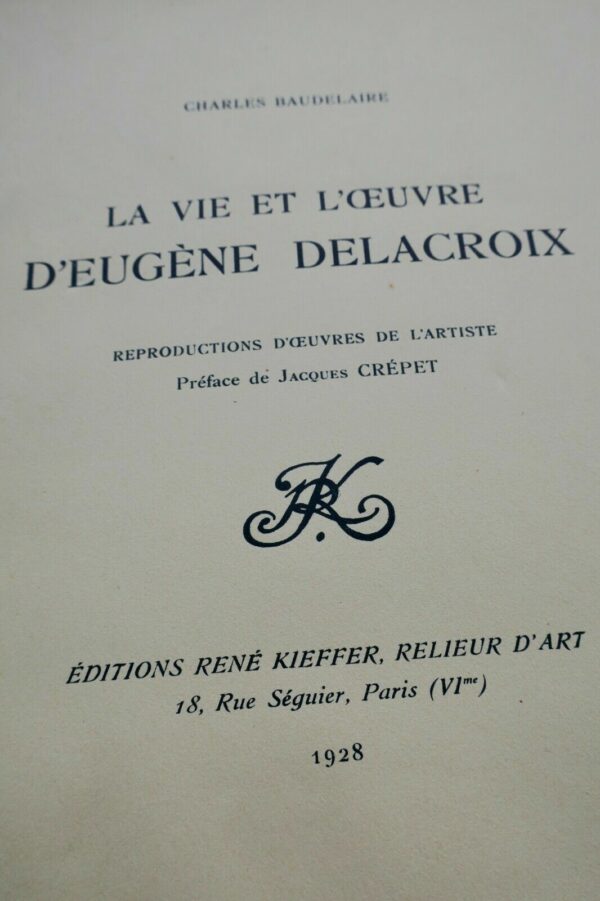 CHARLES BAUDELAIRE
LA VIE ET L'ŒUVRE
D'EUGÈNE DELACROIX
REPRODUCTIONS D'ŒUVRES DE L'ARTISTE
Préface de JACQUES CRÉPET
RK
ÉDITIONS RENÉ KIEFFER, RELIEUR D'ART
18, Rue Séguier, Paris (VIme)
1928